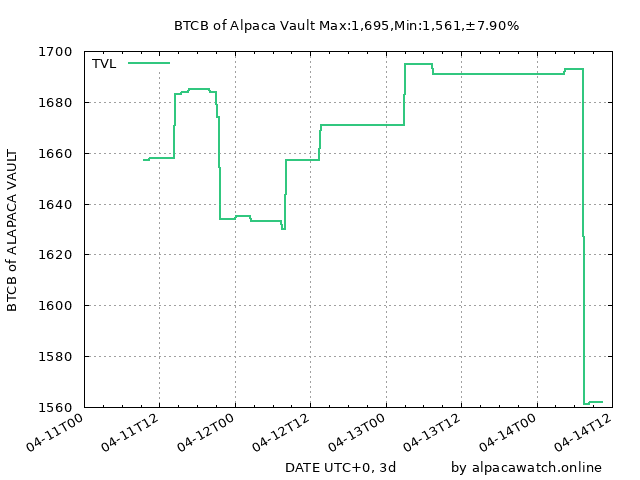 BTCB of Alpaca Vault Max:1,695,Min:1,561,±7.90%
TVL
1700
1680
1660
1640
1620
1600
1580
1560
BTCB of ALAPACA VAULT
04-11T00
04-11T12
04-12T00
04-12T12
04-13T00
04-13T12
04-14T00
04-14T12
DATE UTC+0, 3d
by alpacawatch.online